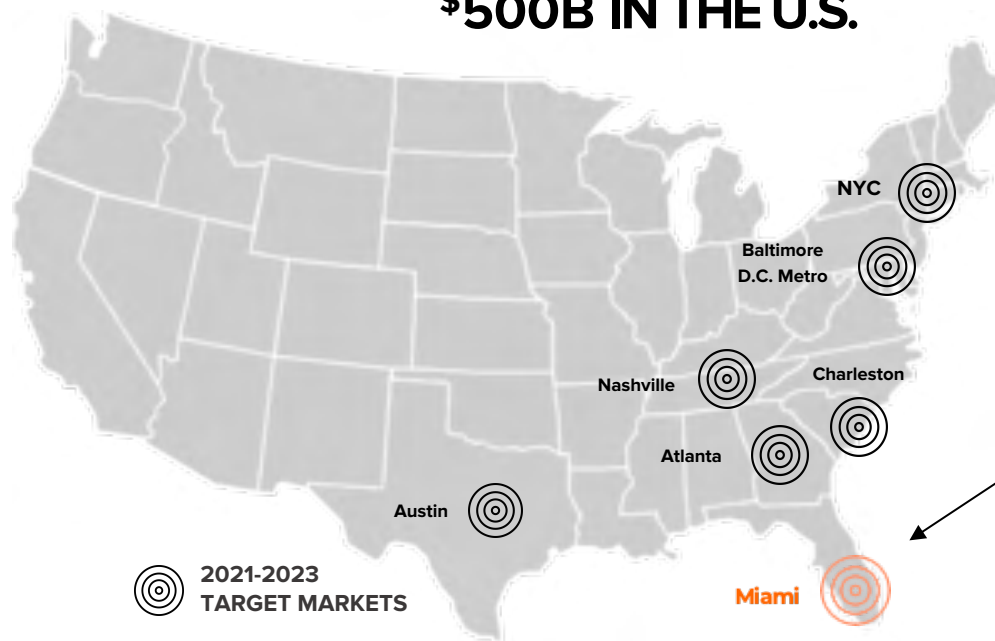 $500B IN THE U.S.
NYC
Baltimore
D.C. Metro
Nashville
Charleston
Atlanta
Austin
2021-2023
TARGET MARKETS
Miami